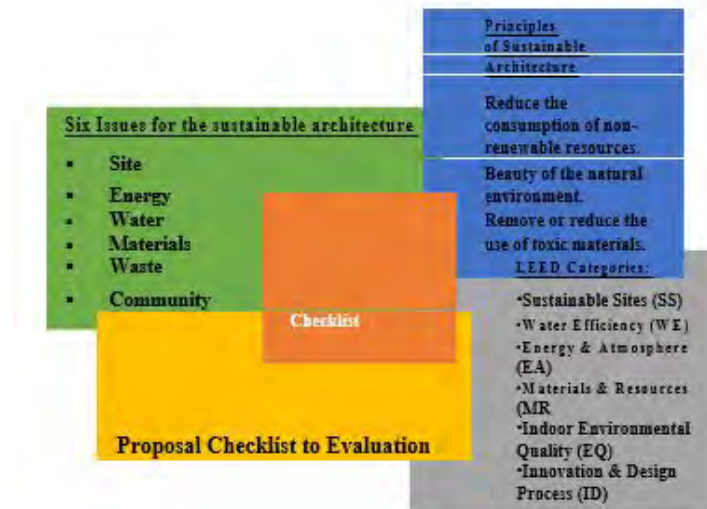 Principles
of Sustainable
Architecture
Reduce the
consumption of non-
renewable resources.
Beauty of the natural
environment.
Remove or reduce the
use of toxic materials.
Six Issues for the sustainable architecture
▪ Site
▪ Energy
▪ Water
▪ Materials
▪ Waste
▪ Community
Checklist
Proposal Checklist to Evaluation
LEED Categories:
•Sustainable Sites (SS)
•Water Efficiency (WE)
•Energy & Atmosphere
(EA)
•Materials & Resources
(MR
•Indoor Environmental
Quality (EQ)
•Innovation & Design
Process (ID)